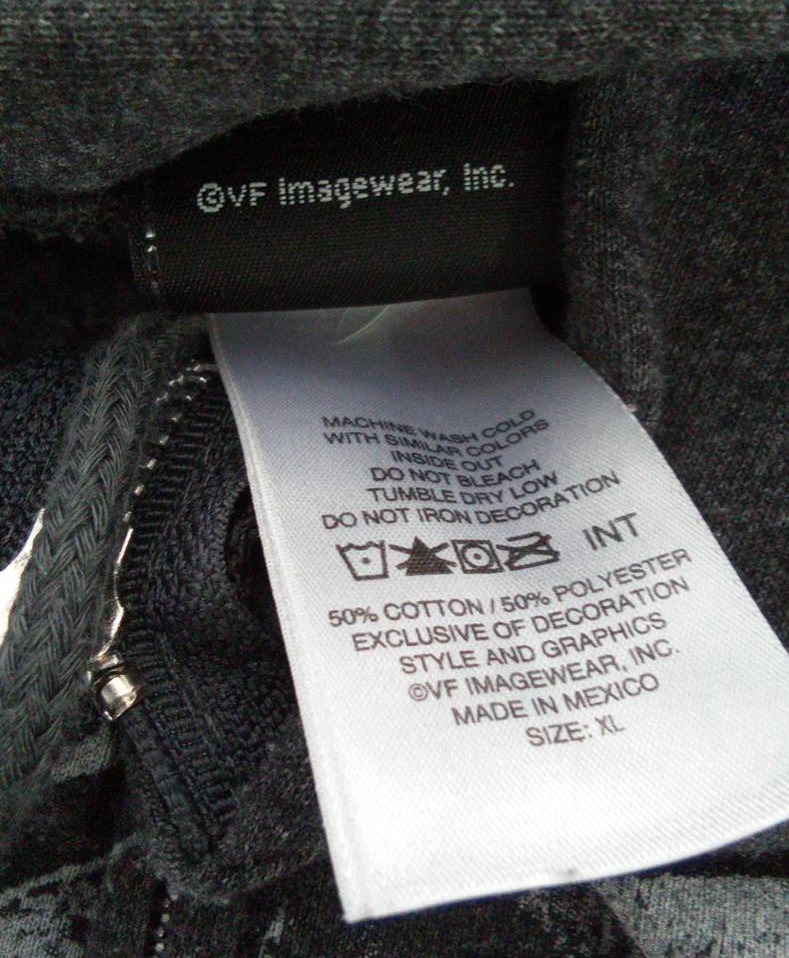 ©VF Imagewear, Inc.
MACHINE WASH COLD
WITH SIMILAR COLORS
INSIDE OUT
DO NOT BLEACH
TUMBLE DRY LOW
DO NOT IRON DECORATION
INT
50% COTTON / 50% POLYESTER
EXCLUSIVE OF DECORATION
STYLE AND GRAPHICS
©VF IMAGEWEAR, INC.
MADE IN MEXICO
SIZE: XL